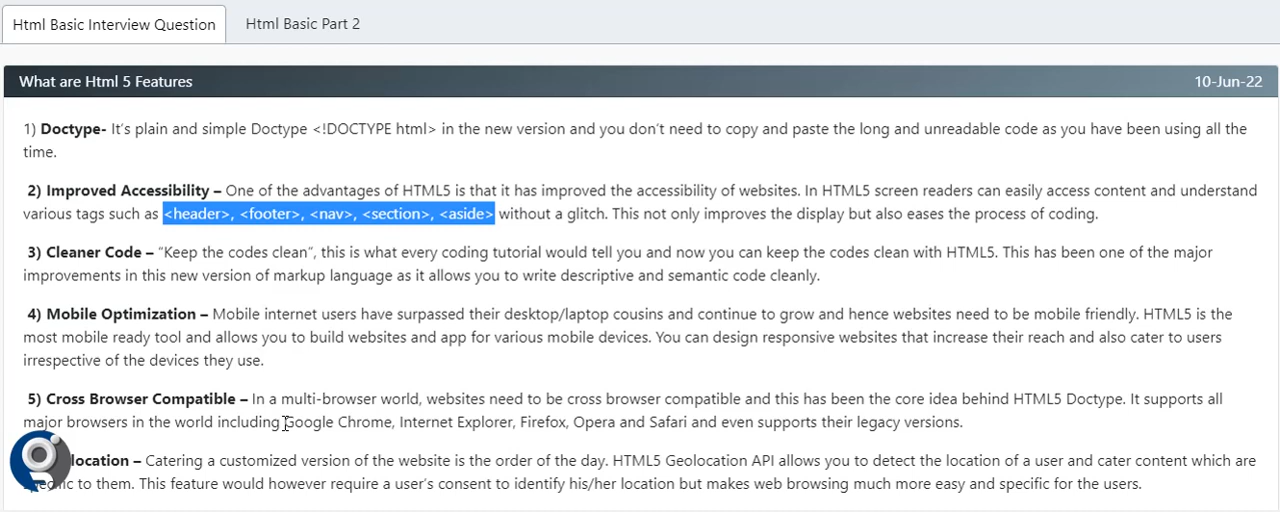 Html Basic Interview Question
Html Basic Part 2
What are Html 5 Features
10-Jun-22
1) Doctype- It's plain and simple Doctype <!DOCTYPE html> in the new version and you don't need to copy and paste the long and unreadable code as you have been using all the
time.
2) Improved Accessibility – One of the advantages of HTML5 is that it has improved the accessibility of websites. In HTML5 screen readers can easily access content and understand
various tags such as <header>, <footer>, <nav>, <section>, <aside> without a glitch. This not only improves the display but also eases the process of coding.
3) Cleaner Code – “Keep the codes clean”, this is what every coding tutorial would tell you and now you can keep the codes clean with HTML5. This has been one of the major
improvements in this new version of markup language as it allows you to write descriptive and semantic code cleanly.
4) Mobile Optimization – Mobile internet users have surpassed their desktop/laptop cousins and continue to grow and hence websites need to be mobile friendly. HTML5 is the
most mobile ready tool and allows you to build websites and app for various mobile devices. You can design responsive websites that increase their reach and also cater to users
irrespective of the devices they use.
5) Cross Browser Compatible – In a multi-browser world, websites need to be cross browser compatible and this has been the core idea behind HTML5 Doctype. It supports all
major browsers in the world including Google Chrome, Internet Explorer, Firefox, Opera and Safari and even supports their legacy versions.
location – Catering a customized version of the website is the order of the day. HTML5 Geolocation API allows you to detect the location of a user and cater content which are
to them. This feature would however require a user's consent to identify his/her location but makes web browsing much more easy and specific for the users.